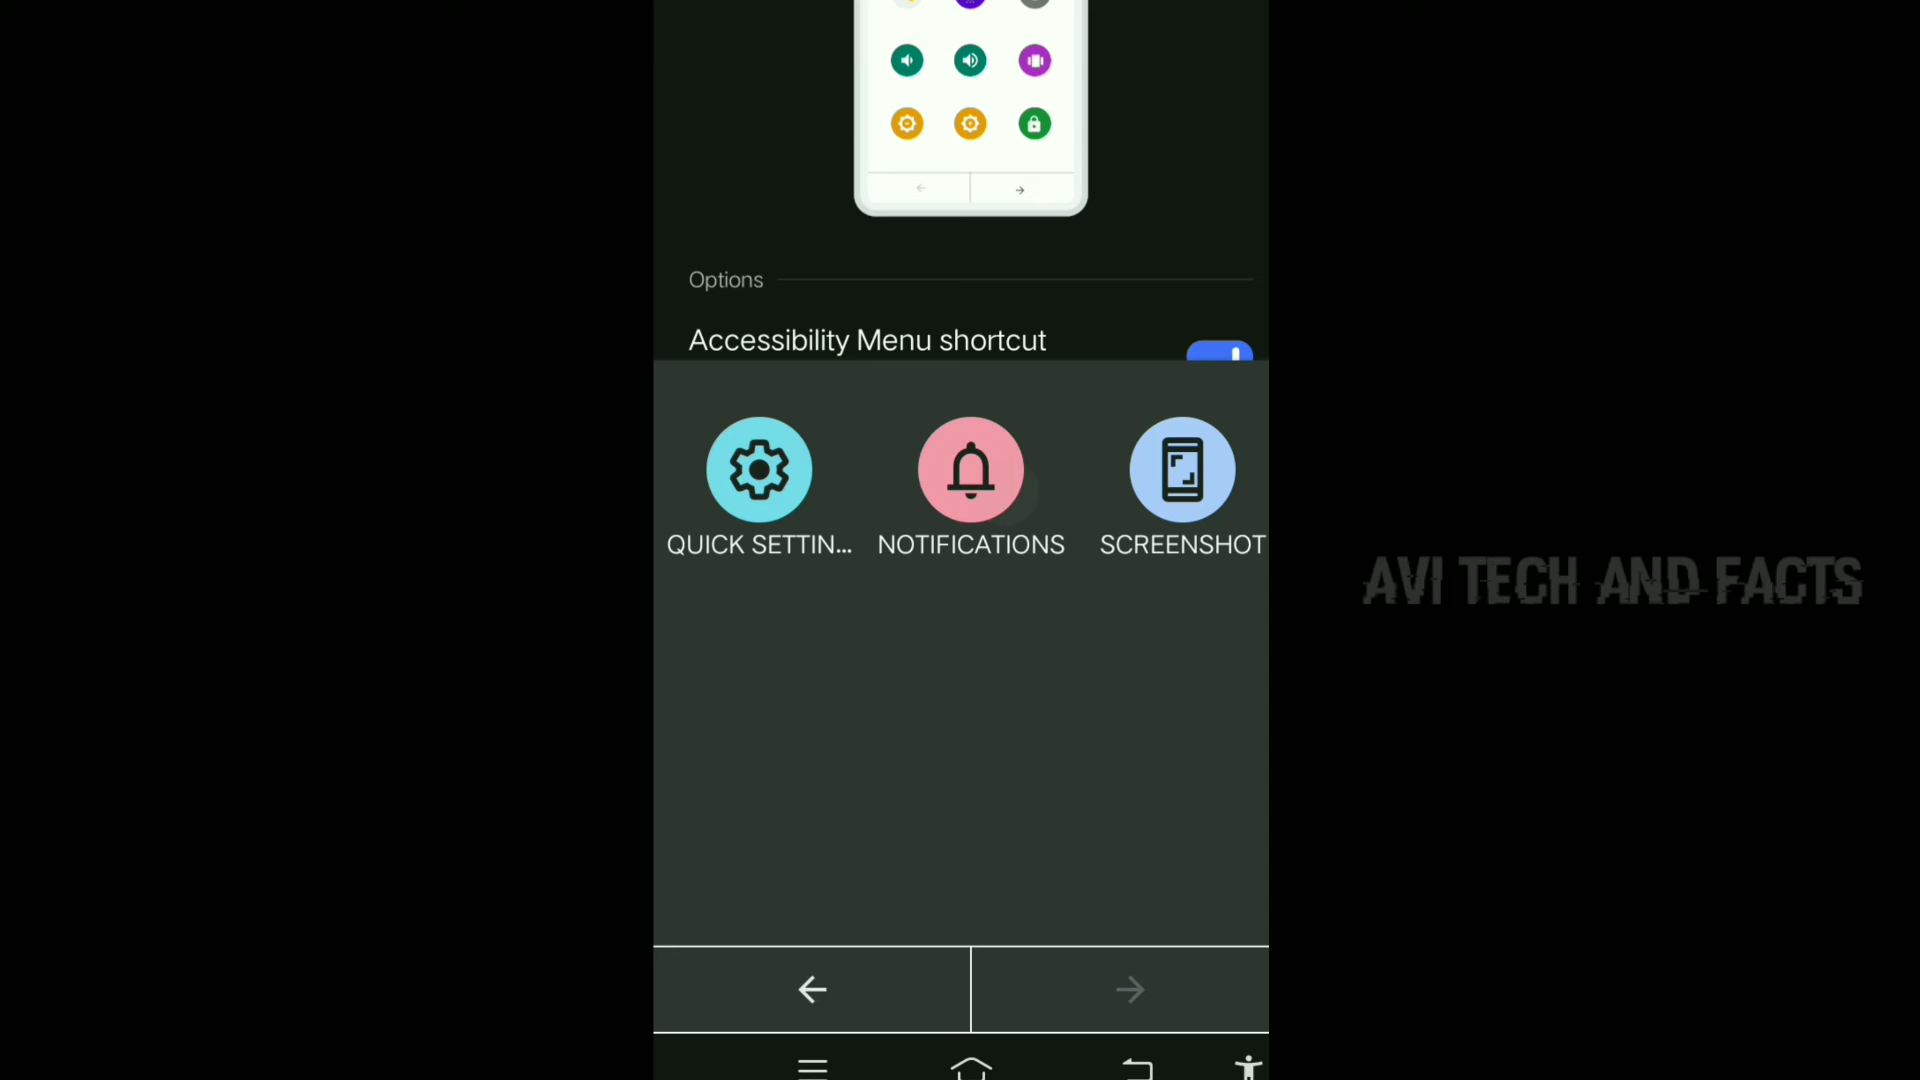 Options
Accessibility Menu shortcut
QUICK SETTIN...
NOTIFICATIONS
SCREENSHOT
AVI TECH AND FACTS